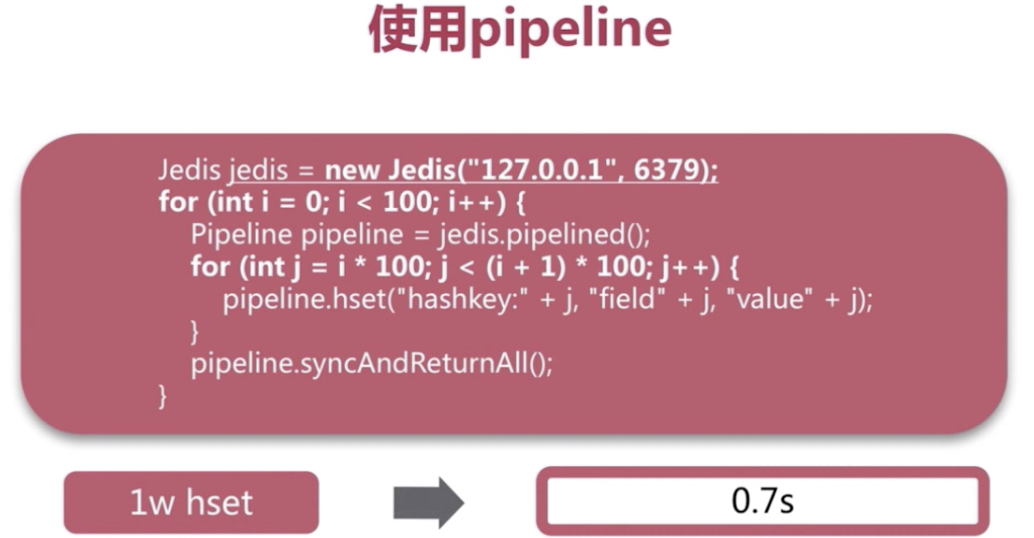 使用pipeline
Jedis jedis = new Jedis("127.0.0.1", 6379);
for (int i = 0; i < 100; i++) {
Pipeline pipeline = jedis.pipelined();
for (int j = i * 100; j < (i + 1) * 100; j++) {
pipeline.hset("hashkey:" + j, "field" + j, "value" + j);
}
pipeline.syncAndReturnAll();
}
1w hset
0.7s